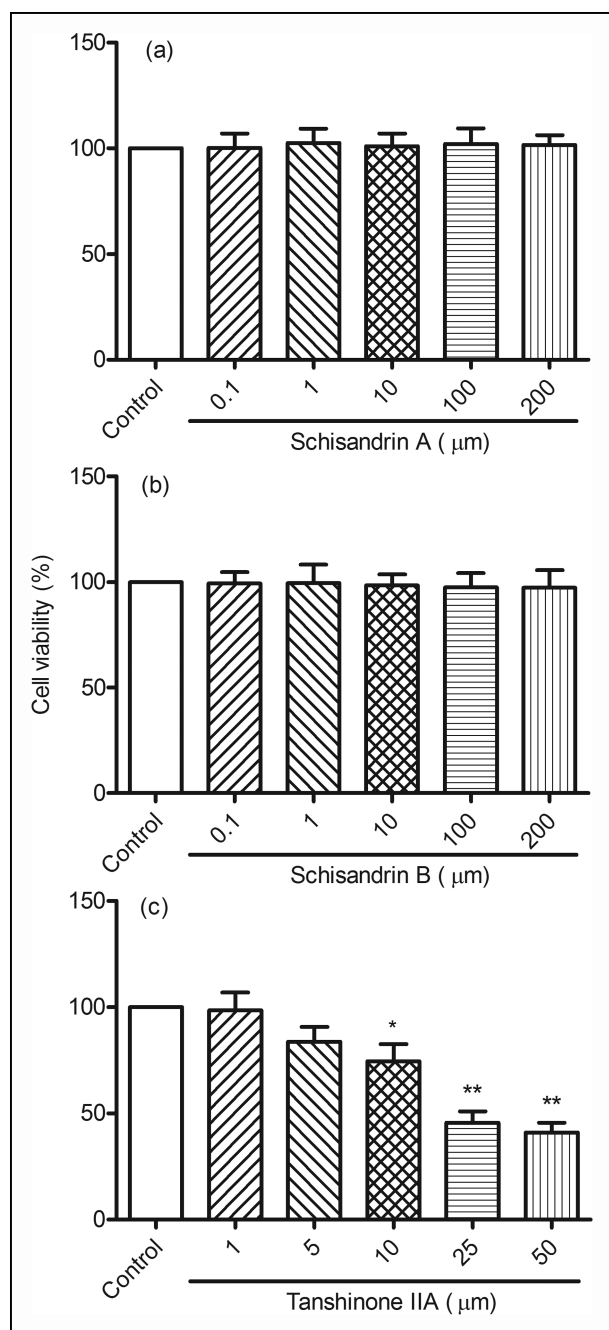 (a)
150
100
50
0
Control 0.1 1 10 100 200
Schisandrin A ( μm)
(b)
Cell viability (%)
150
100
50
0
Control 0.1 1 10 100 200
Schisandrin B ( μm)
(c)
150
100
50
0
* ** **
Control 1 5 10 25 50
Tanshinone IIA ( μm)